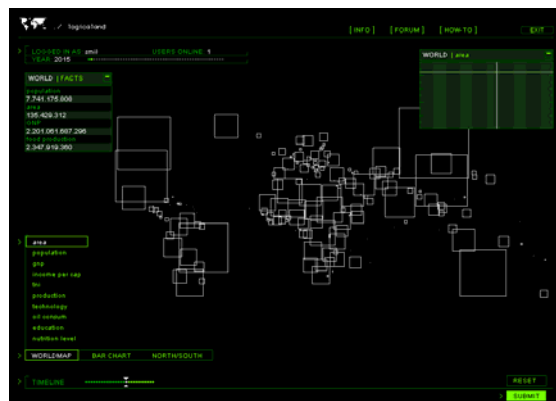 ./ logicaland
[ INFO ] [ FORUM ] [ HOW-TO ] EXIT
LOGGED IN AS smil USERS ONLINE 1
YEAR 2015
WORLD | FACTS
population
7.741.175.808
area
135.429.312
GNP
2.201.061.687.296
food production
2.347.919.360
WORLD | area
area
population
gnp
income per cap
tnr
production
technology
oil consum
education
nutrition level
WORLDMAP BAR-CHART NORTH/SOUTH
TIMELINE
RESET
SUBMIT